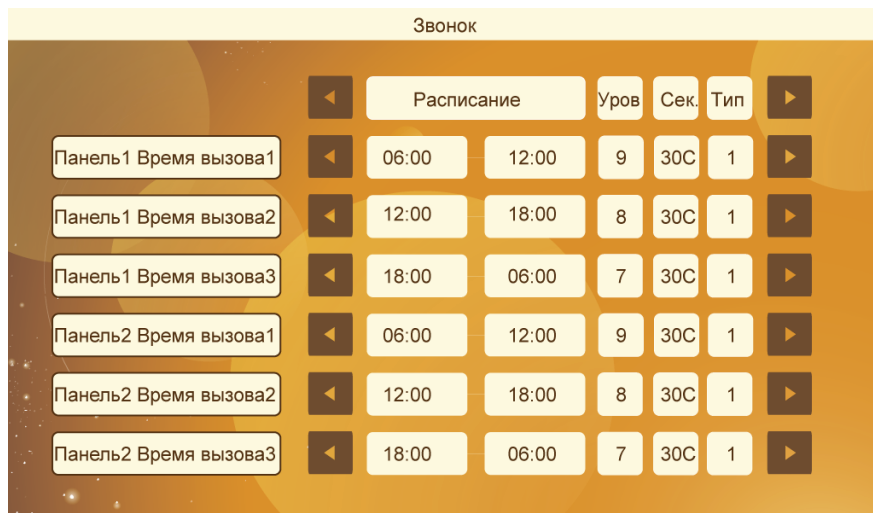 Звонок
Расписание Уров Сек. Тип
Панель1 Время вызова1 06:00 12:00 9 30С 1
Панель1 Время вызова2 12:00 18:00 8 30С 1
Панель1 Время вызова3 18:00 06:00 7 30С 1
Панель2 Время вызова1 06:00 12:00 9 30С 1
Панель2 Время вызова2 12:00 18:00 8 30С 1
Панель2 Время вызова3 18:00 06:00 7 30С 1